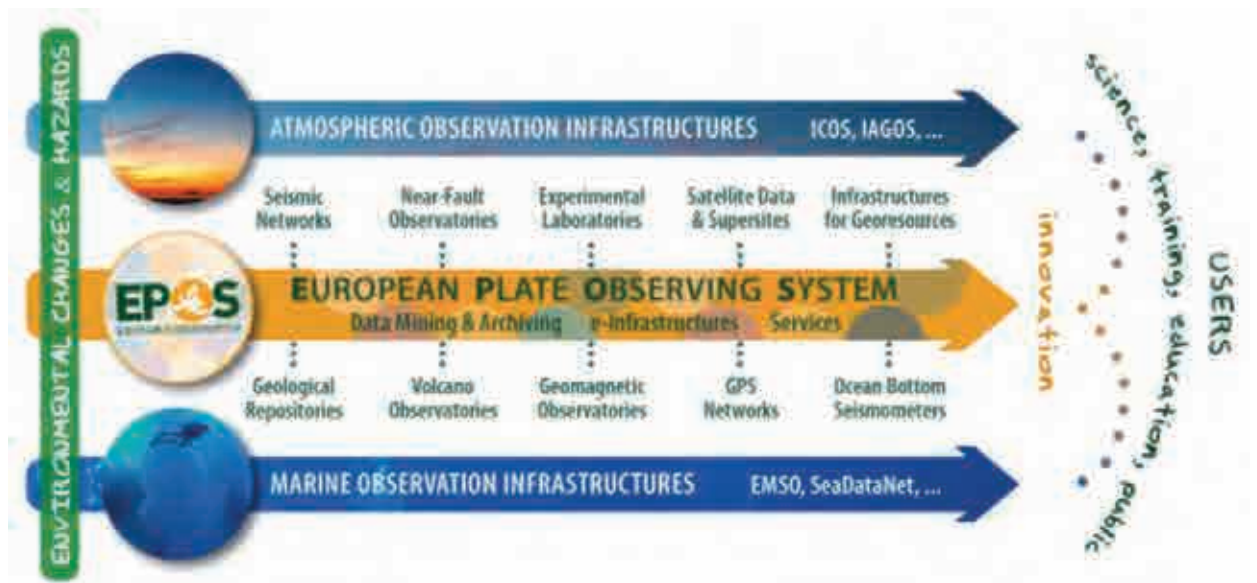 ENVIRONMENTAL CHANGES & HAZARDS
ATMOSPHERIC OBSERVATION INFRASTRUCTURES ICOS, IAGOS, ...
Seismic
Networks
Near-Fault
Observatories
Experimental
Laboratories
Satellite Data
& Supersites
Infrastructures
for Georesources
EPOS
EUROPEAN PLATE OBSERVING SYSTEM
Data Mining & Archiving e-Infrastructures Services
Geological
Repositories
Volcano
Observatories
Geomagnetic
Observatories
GPS
Networks
Ocean Bottom
Seismometers
MARINE OBSERVATION INFRASTRUCTURES EMSO, SeaDataNet, ...
innovation
science, training, education, public
USERS